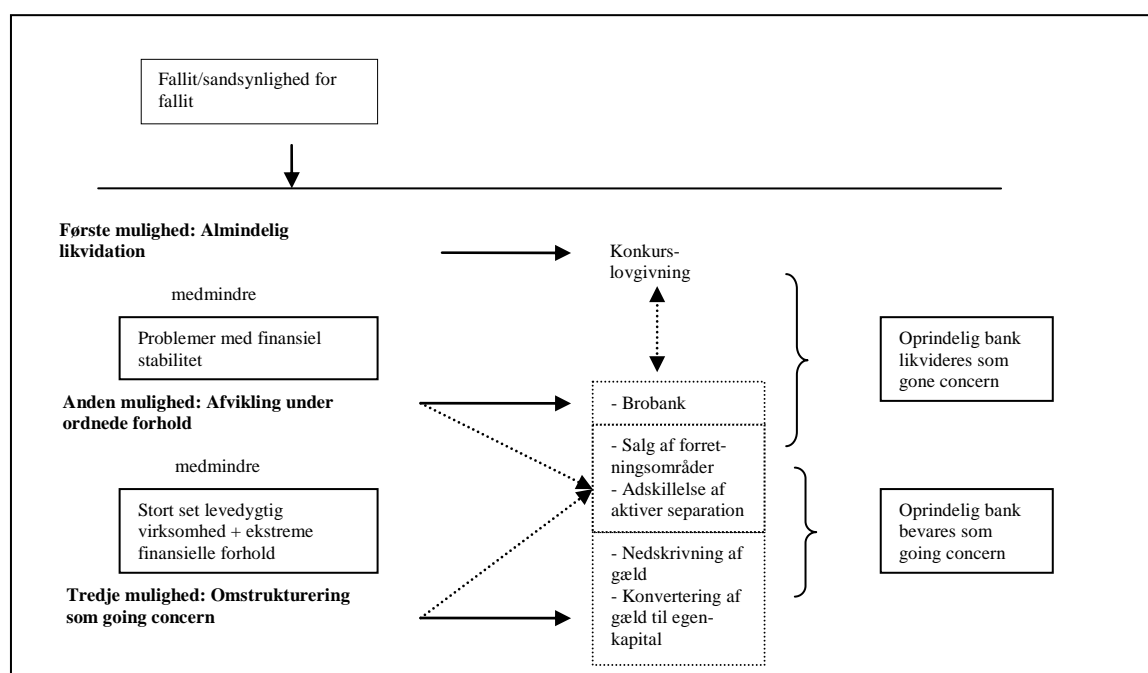 Fallit/sandsynlighed for
fallit
Første mulighed: Almindelig
likvidation
Konkurs-
lovgivning
medmindre
Problemer med finansiel
stabilitet
Oprindelig bank
likvideres som
gone concern
Anden mulighed: Afvikling under
ordnede forhold
- Brobank
- Salg af forret-
ningsområder
- Adskillelse af
aktiver separation
medmindre
Stort set levedygtig
virksomhed + ekstreme
finansielle forhold
Oprindelig bank
bevares som
going concern
Tredje mulighed: Omstrukturering
som going concern
- Nedskrivning af
gæld
- Konvertering af
gæld til egen-
kapital